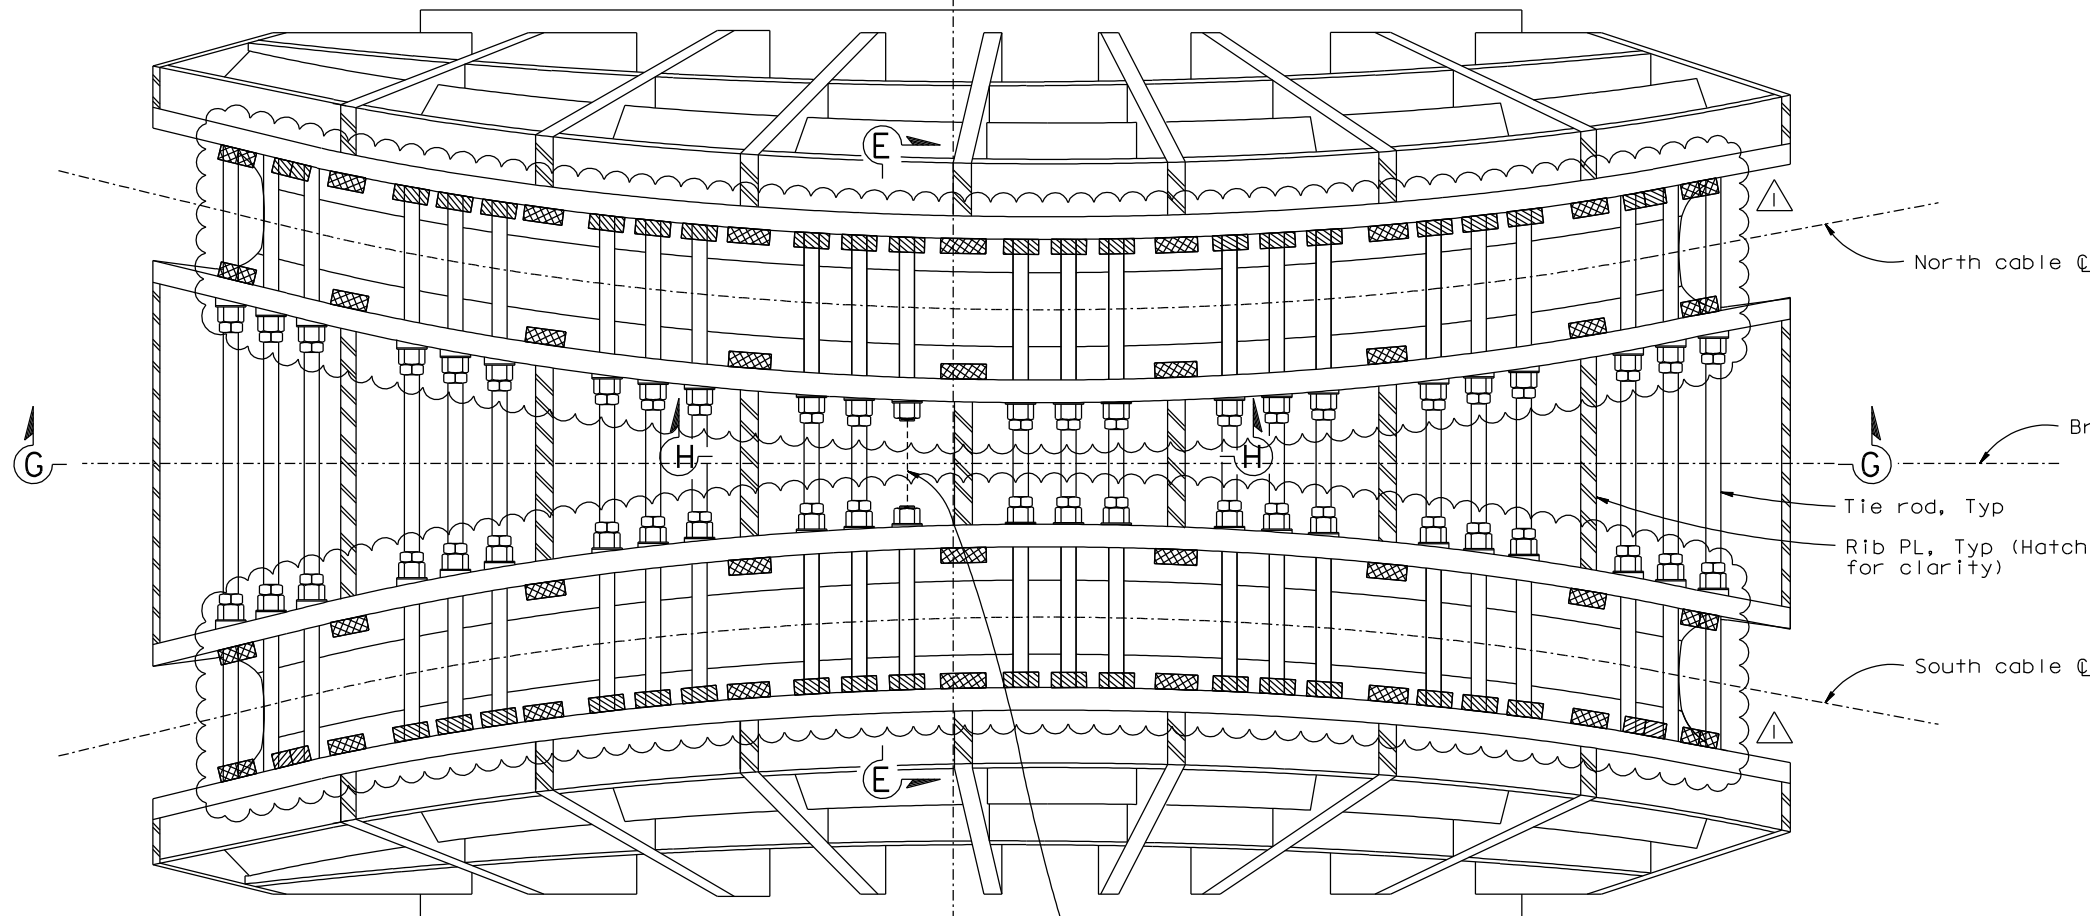 E
1
North cable ℄
Br
G
H
H
G
Tie rod, Typ
Rib PL, Typ (Hatch
for clarity)
South cable ℄
1
E